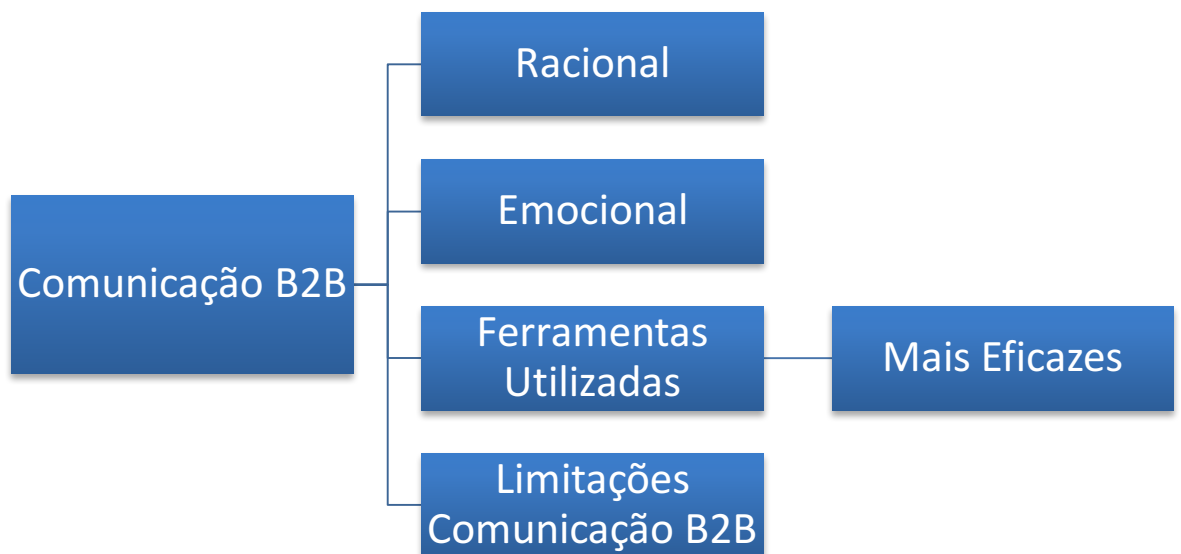 Racional
Emocional
Comunicação B2B
Ferramentas
Utilizadas
Mais Eficazes
Limitações
Comunicação B2B